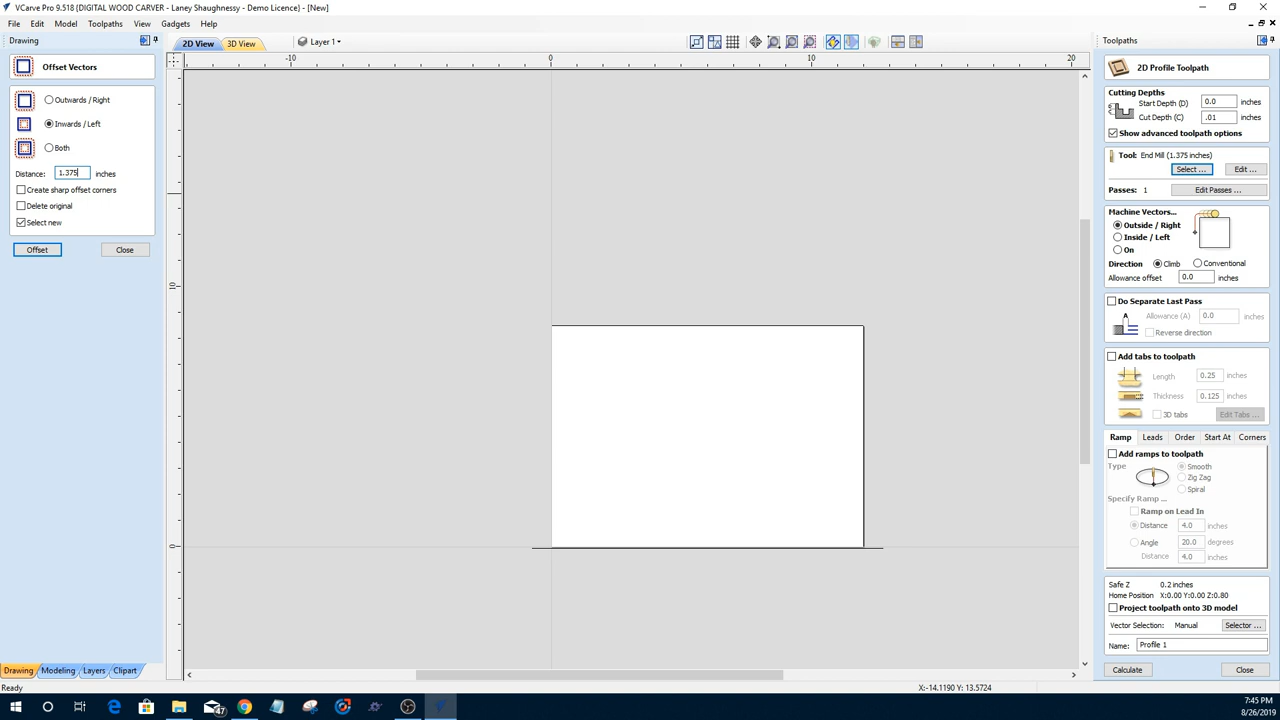 VCarve Pro 9.518 {DIGITAL WOOD CARVER - Laney Shaughnessy - Demo Licence} - [New]
File Edit Model Toolpaths View Gadgets Help
Drawing
2D View 3D View Layer 1
Toolpaths
Offset Vectors
Outwards / Right
Inwards / Left
Both
Distance: 1.375 inches
Create sharp offset corners
Delete original
Select new
Offset Close
-10 0 10 20
10
0
2D Profile Toolpath
Cutting Depths
Start Depth (D) 0.0 inches
Cut Depth (C) .01 inches
Show advanced toolpath options
Tool: End Mill (1.375 inches)
Select ... Edit ...
Passes: 1 Edit Passes ...
Machine Vectors...
Outside / Right
Inside / Left
On
Direction Climb Conventional
Allowance offset 0.0 inches
Do Separate Last Pass
A
Allowance (A) 0.0 inches
Reverse direction
Add tabs to toolpath
Length 0.25 inches
Thickness 0.125 inches
3D tabs Edit Tabs ...
Ramp Leads Order Start At Corners
Add ramps to toolpath
Type Smooth
Zig Zag
Spiral
Specify Ramp ...
Ramp on Lead In
Distance 4.0 inches
Angle 20.0 degrees
Distance 4.0 inches
Safe Z 0.2 inches
Home Position X:0.00 Y:0.00 Z:0.80
Project toolpath onto 3D model
Vector Selection: Manual Selector ...
Name: Profile 1
Calculate Close
Drawing Modeling Layers Clipart
Ready X:-14.1190 Y: 13.5724
47
7:45 PM
8/26/2019